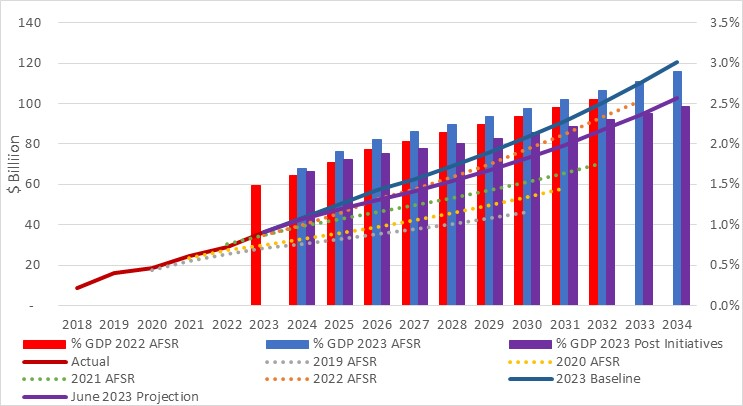 140 3.5%
120 3.0%
100 2.5%
80 2.0%
60 1.5%
40 1.0%
20 0.5%
- 0.0%
$ Billiion
2018 2019 2020 2021 2022 2023 2024 2025 2026 2027 2028 2029 2030 2031 2032 2033 2034
% GDP 2022 AFSR % GDP 2023 AFSR % GDP 2023 Post Initiatives
Actual 2019 AFSR 2020 AFSR
2021 AFSR 2022 AFSR 2023 Baseline
June 2023 Projection